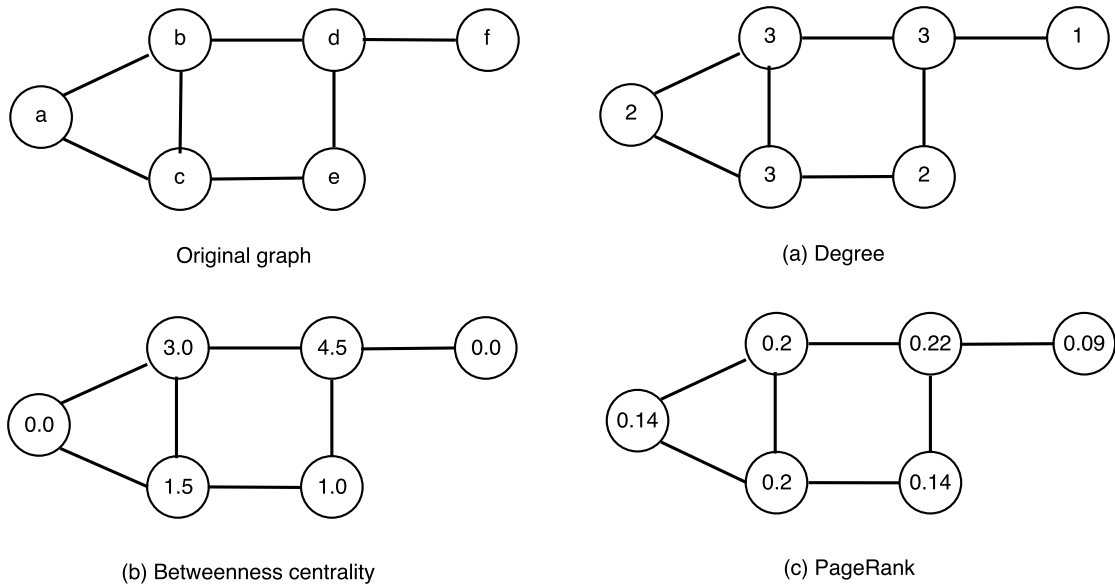 b d f
a
c e
Original graph
3 3 1
2
3 2
(a) Degree
3.0 4.5 0.0
0.0
1.5 1.0
(b) Betweenness centrality
0.2 0.22 0.09
0.14
0.2 0.14
(c) PageRank